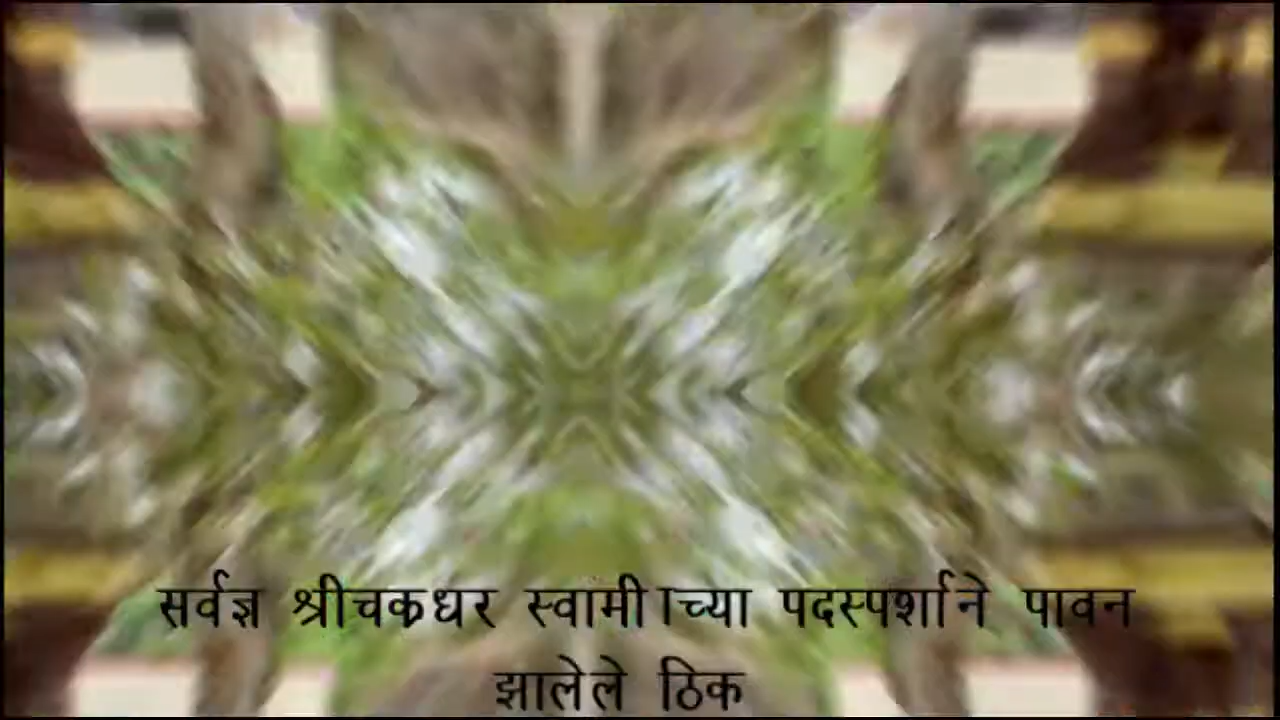 सर्वज्ञ श्रीचक्रधर स्वामीाच्या पदस्पर्शाने पावन
झालेले ठिक